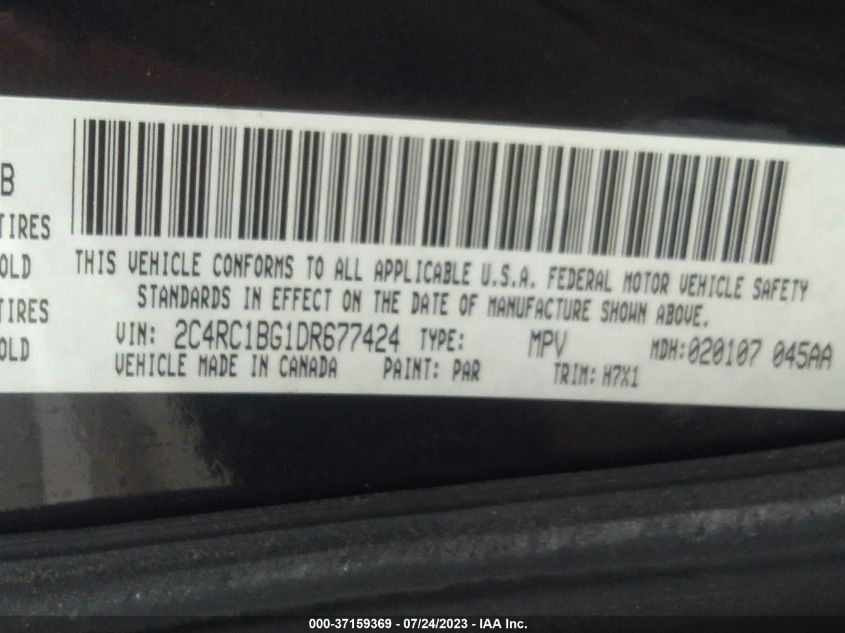 B
TIRES
OLD
TIRES
OLD
THIS VEHICLE CONFORMS TO ALL APPLICABLE U.S.A. FEDERAL MOTOR VEHICLE SAFETY
STANDARDS IN EFFECT ON THE DATE OF MANUFACTURE SHOWN ABOVE.
VIN: 2C4RC1BG1DR677424 TYPE: MPV MDH:020107 045AA
VEHICLE MADE IN CANADA PAINT: PAR TRIM: H7X1
000-37159369 - 07/24/2023 - IAA Inc.